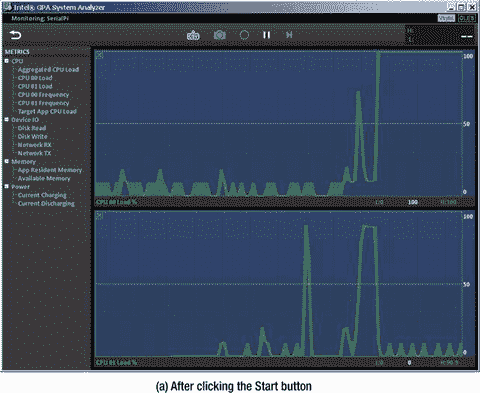 Intel® GPA System Analyzer
Monitoring: SerialPi
METRICS
CPU
Aggregated CPU Load
CPU 00 Load
CPU 01 Load
CPU 00 Frequency
CPU 01 Frequency
Target App CPU Load
Device IO
Disk Read
Disk Write
Network RX
Network TX
Memory
App Resident Memory
Available Memory
Power
Current Charging
Current Discharging
100
50
0
CPU 00 Load %
L:0
100
H:100
100
50
0
CPU 01 Load %
L:0
0
(a) After clicking the Start button